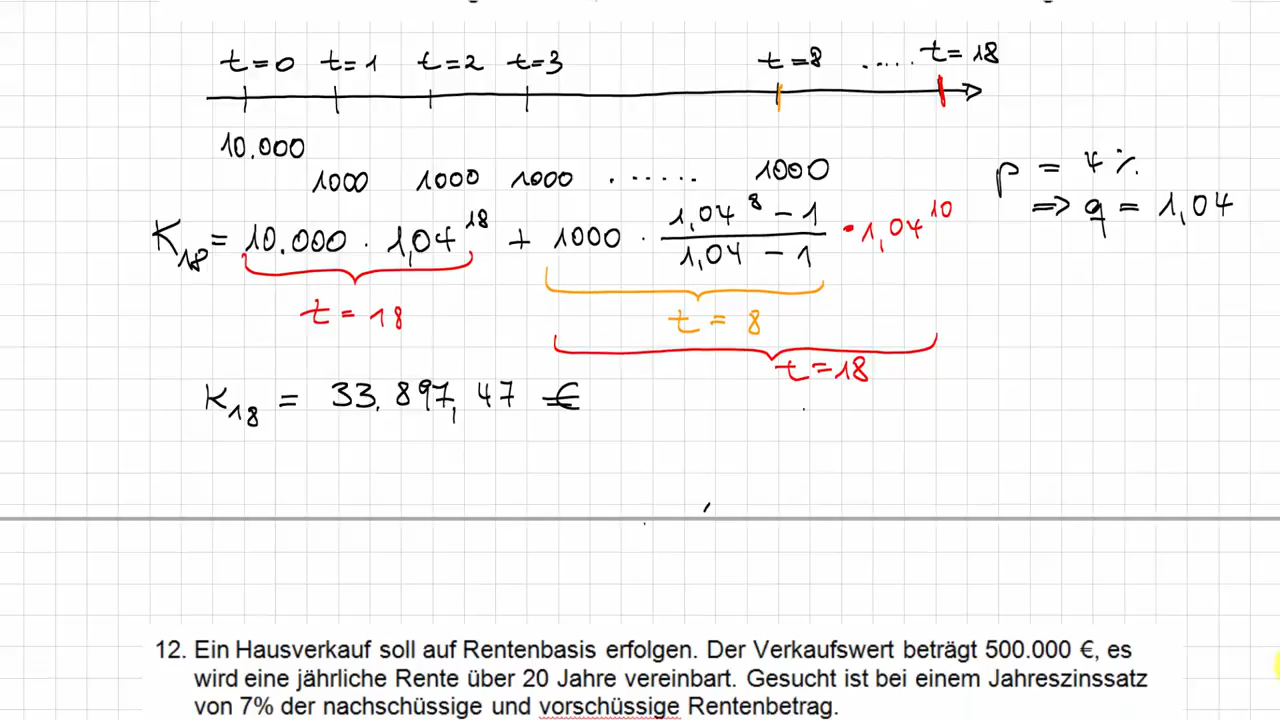 t=0 t=1 t=2 t=3 t=8 ..... t=18
10.000
1000 1000 1000 ....... 1000
p = 4%
=> q = 1,04
K18 = 10.000 · 1,04^18 + 1000 · (1,04^8 - 1)/(1,04 - 1) · 1,04^10
t = 18
t = 8
t=18
K18 = 33.897,47 €
12. Ein Hausverkauf soll auf Rentenbasis erfolgen. Der Verkaufswert beträgt 500.000 €, es
wird eine jährliche Rente über 20 Jahre vereinbart. Gesucht ist bei einem Jahreszinssatz
von 7% der nachschüssige und vorschüssige Rentenbetrag.